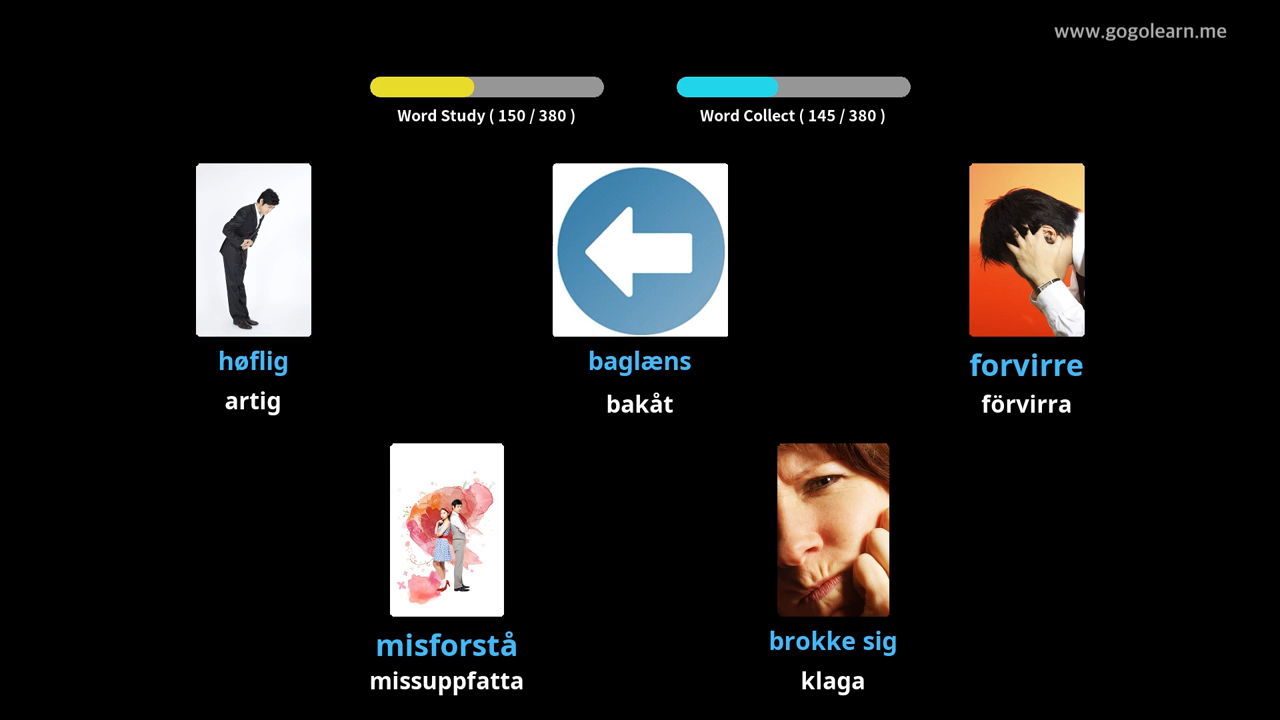 www.gogolearn.me
Word Study ( 150 / 380 )
Word Collect ( 145 / 380 )
høflig
artig
baglæns
bakåt
forvirre
förvirra
misforstå
missuppfatta
brokke sig
klaga